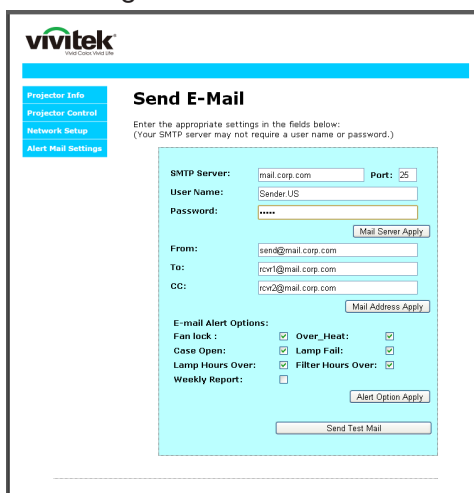 vivitek
Vivid Color, Vivid Life
Projector Info
Projector Control
Network Setup
Alert Mail Settings
Send E-Mail
Enter the appropriate settings in the fields below:
(Your SMTP server may not require a user name or password.)
SMTP Server: mail.corp.com Port: 25
User Name: Sender.US
Password: •••••
Mail Server Apply
From: send@mail.corp.com
To: rcvr1@mail.corp.com
CC: rcvr2@mail.corp.com
Mail Address Apply
E-mail Alert Options:
Fan lock : Over_Heat:
Case Open: Lamp Fail:
Lamp Hours Over: Filter Hours Over:
Weekly Report:
Alert Option Apply
Send Test Mail